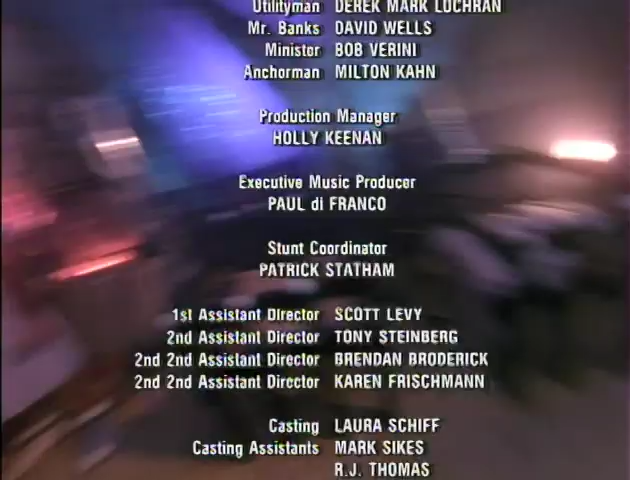 Utilityman DEREK MARK LOCHRAN
Mr. Banks DAVID WELLS
Minister BOB VERINI
Anchorman MILTON KAHN
Production Manager
HOLLY KEENAN
Executive Music Producer
PAUL di FRANCO
Stunt Coordinator
PATRICK STATHAM
1st Assistant Director SCOTT LEVY
2nd Assistant Director TONY STEINBERG
2nd 2nd Assistant Director BRENDAN BRODERICK
2nd 2nd Assistant Director KAREN FRISCHMANN
Casting LAURA SCHIFF
Casting Assistants MARK SIKES
R.J. THOMAS